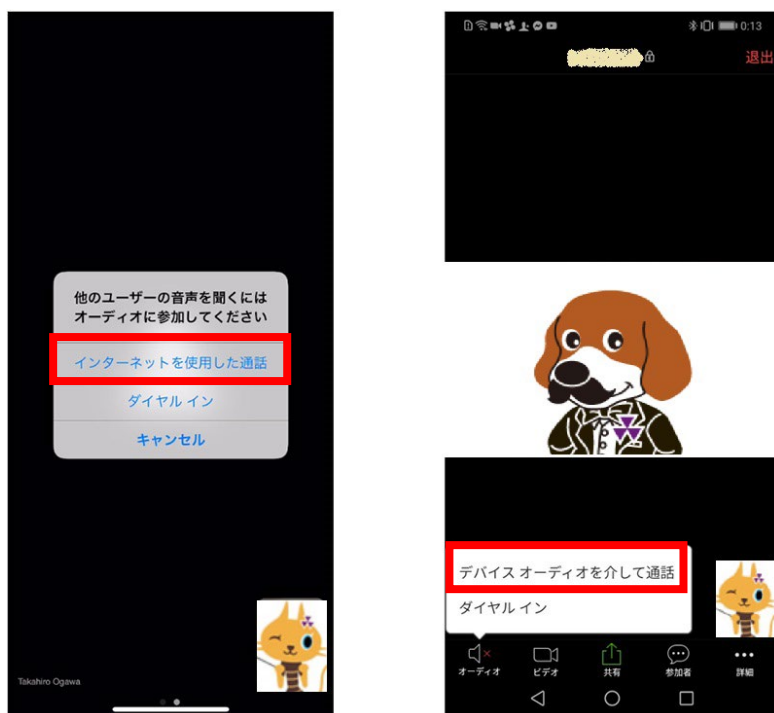 他のユーザーの音声を聞くには
オーディオに参加してください
インターネットを使用した通話
ダイヤル イン
キャンセル
Takahiro Ogawa
0:13
退出
デバイス オーディオを介して通話
ダイヤル イン
オーディオ
ビデオ
共有
参加者
詳細